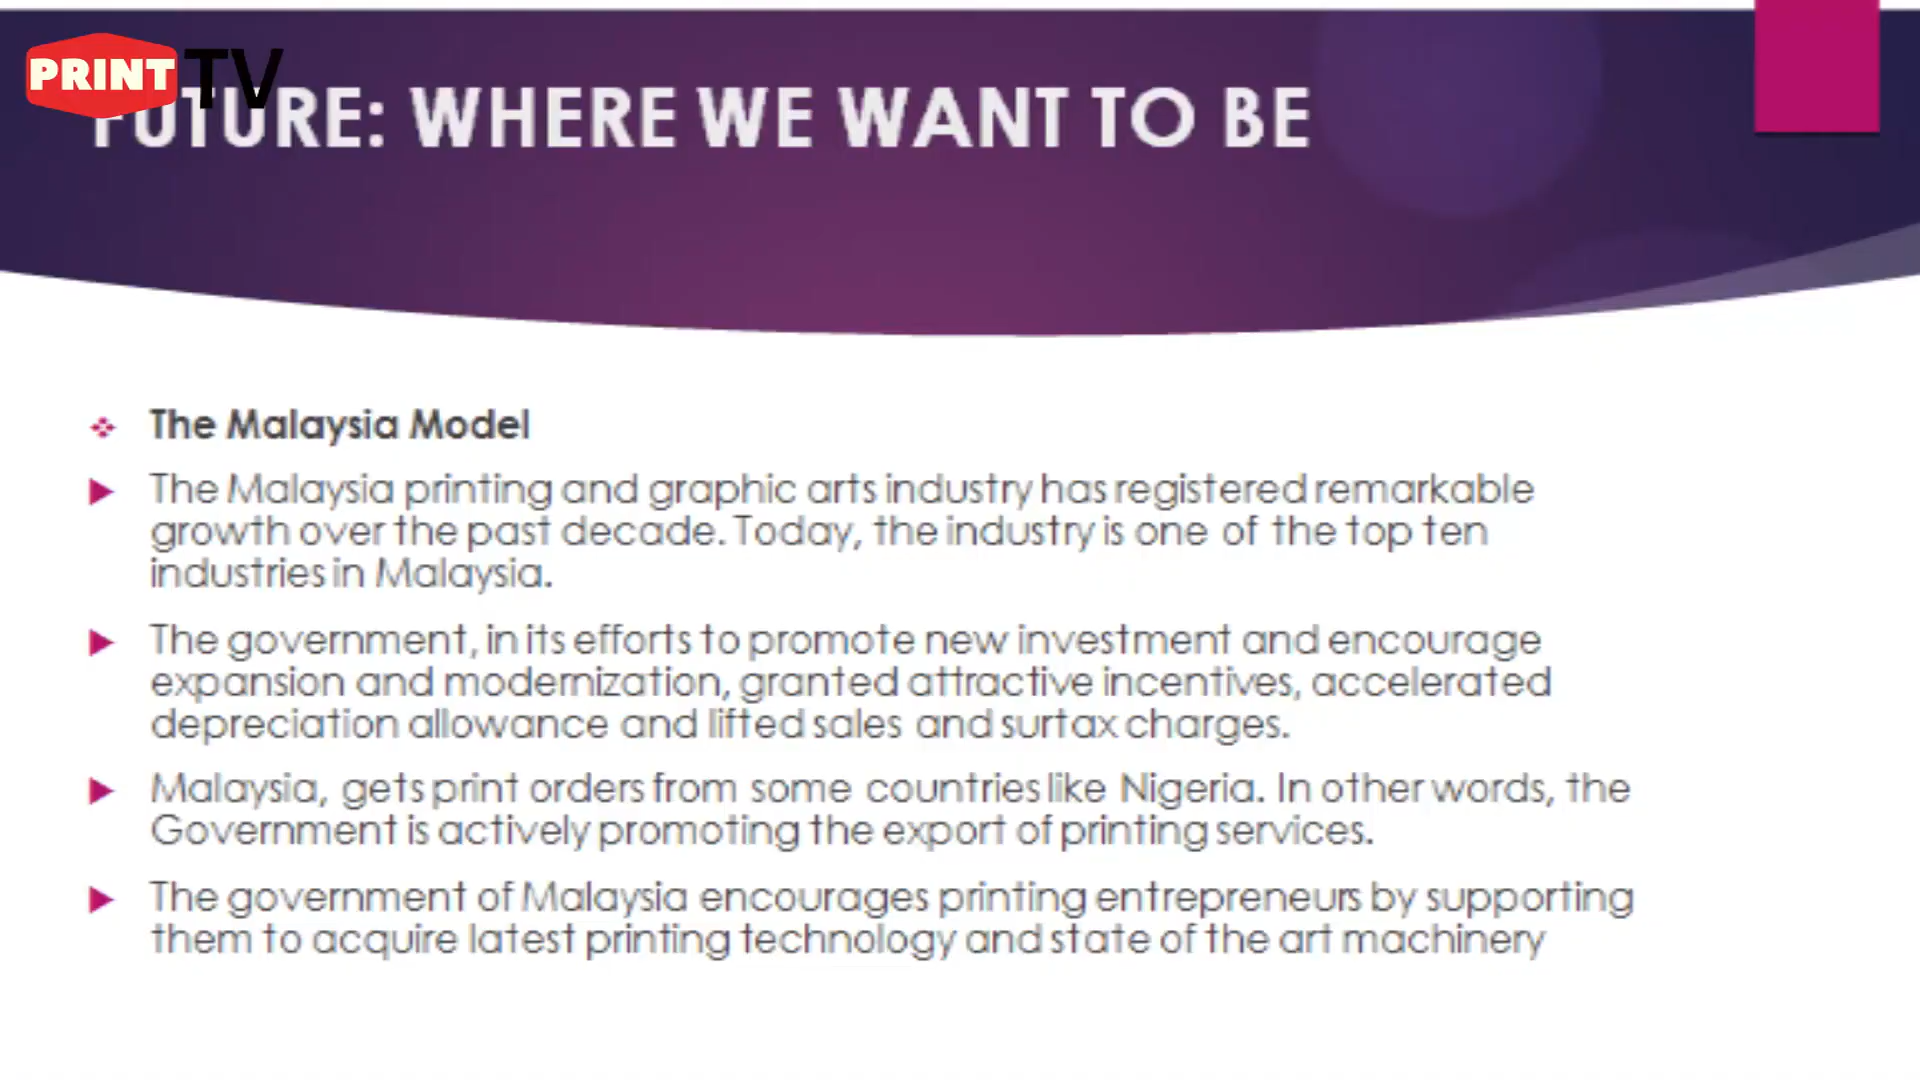 PRINT TV
FUTURE: WHERE WE WANT TO BE
The Malaysia Model
The Malaysia printing and graphic arts industry has registered remarkable
growth over the past decade. Today, the industry is one of the top ten
industries in Malaysia.
The government, in its efforts to promote new investment and encourage
expansion and modernization, granted attractive incentives, accelerated
depreciation allowance and lifted sales and surtax charges.
Malaysia, gets print orders from some countries like Nigeria. In other words, the
Government is actively promoting the export of printing services.
The government of Malaysia encourages printing entrepreneurs by supporting
them to acquire latest printing technology and state of the art machinery